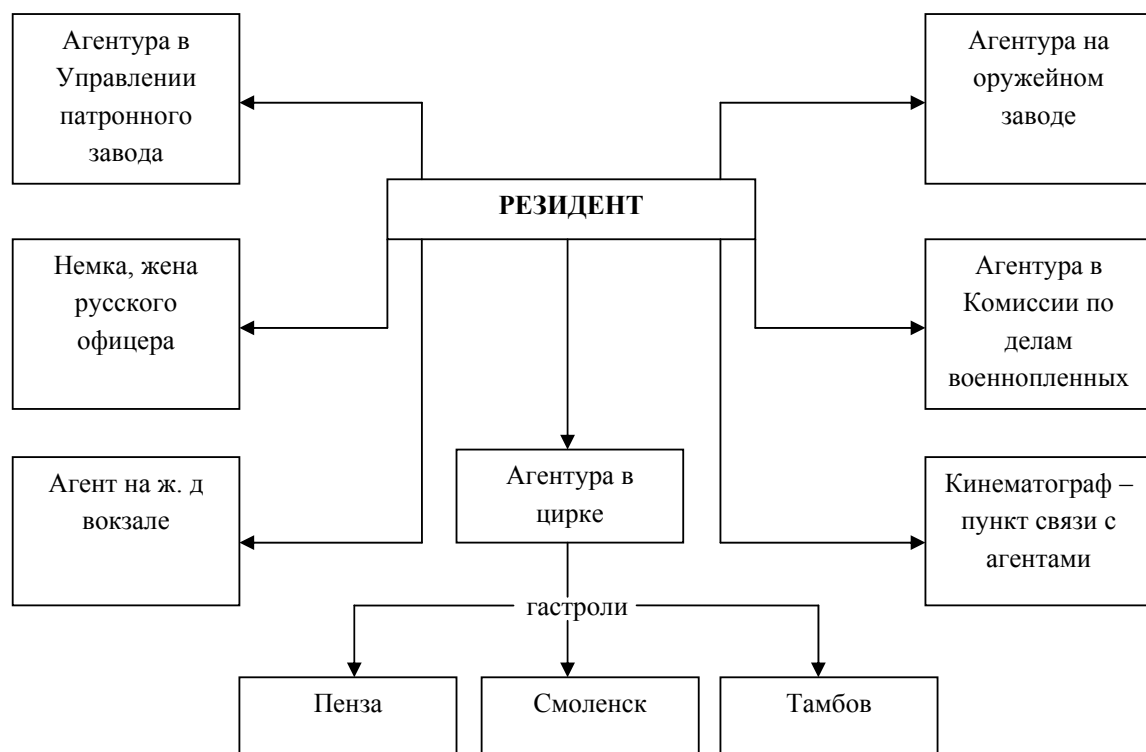 Агентура в
Управлении
патронного
завода
Агентура на
оружейном
заводе
РЕЗИДЕНТ
Немка, жена
русского
офицера
Агентура в
Комиссии по
делам
военнопленных
Агент на ж. д
вокзале
Агентура в
цирке
Кинематограф –
пункт связи с
агентами
гастроли
Пенза
Смоленск
Тамбов